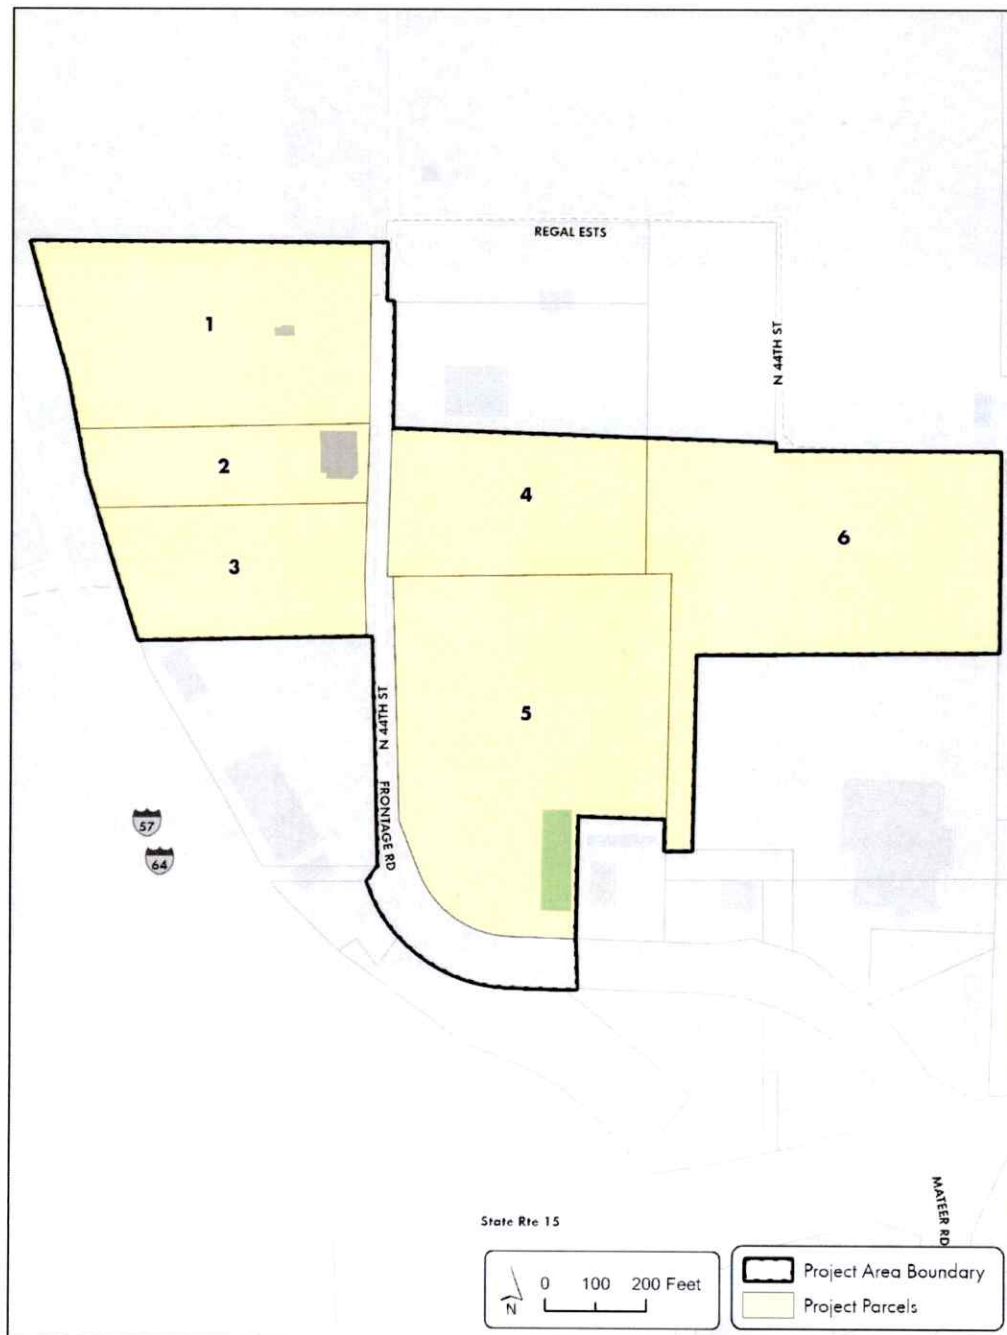 REGAL ESTS
1
N 44TH ST
2
4
6
3
5
N 44TH ST
FRONTAGE RD
57
64
MATEER RD
State Rte 15
N
0 100 200 Feet
Project Area Boundary
Project Parcels